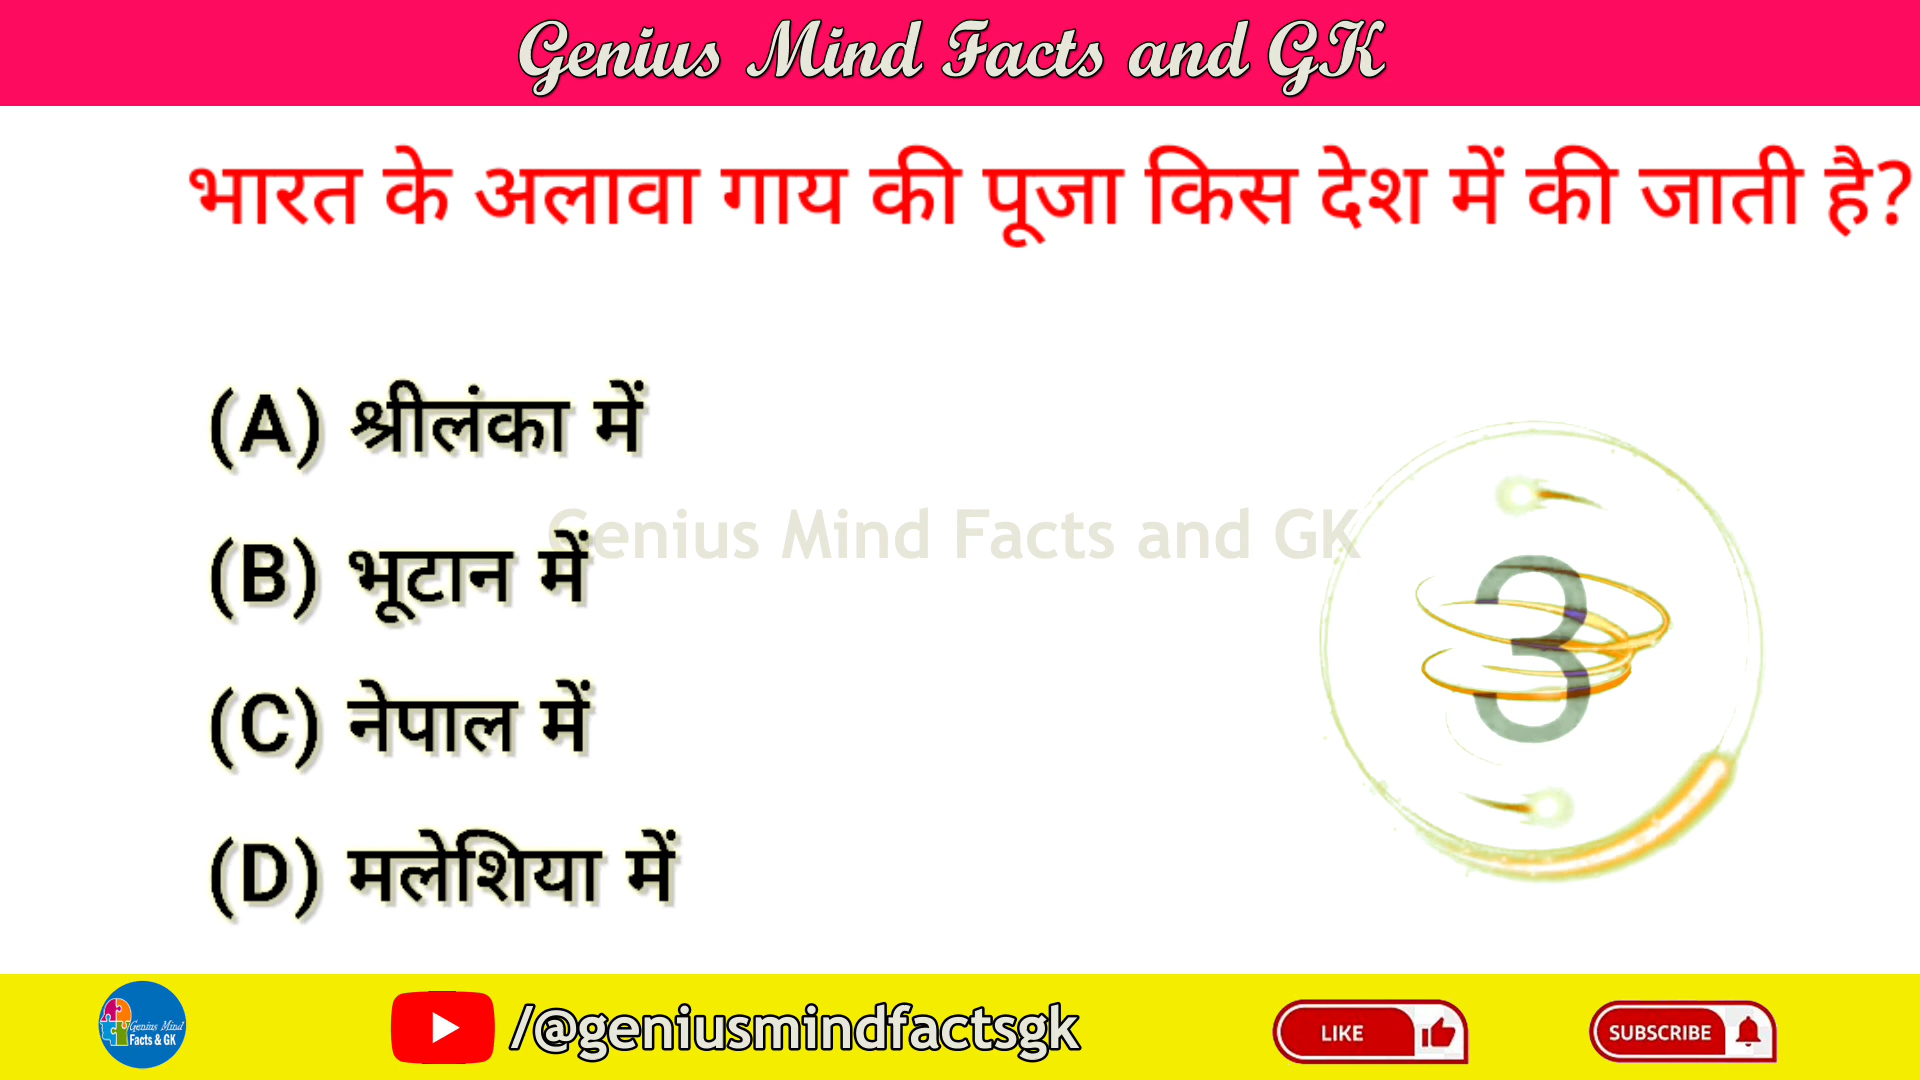 Genius Mind Facts and GK
भारत के अलावा गाय की पूजा किस देश में की जाती है?
(A) श्रीलंका में
Genius Mind Facts and GK
(B) भूटान में
3
(C) नेपाल में
(D) मलेशिया में
Genius Mind
Facts & GK
/@geniusmindfactsgk
LIKE
SUBSCRIBE